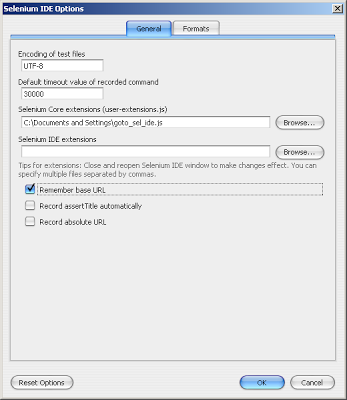 Selenium IDE Options
General Formats
Encoding of test files
UTF-8
Default timeout value of recorded command
30000
Selenium Core extensions (user-extensions.js)
C:\Documents and Settings\goto_sel_ide.js Browse...
Selenium IDE extensions
Browse...
Tips for extensions: Close and reopen Selenium IDE window to make changes effect. You can
specify multiple files separated by commas.
Remember base URL
Record assertTitle automatically
Record absolute URL
Reset Options OK Cancel